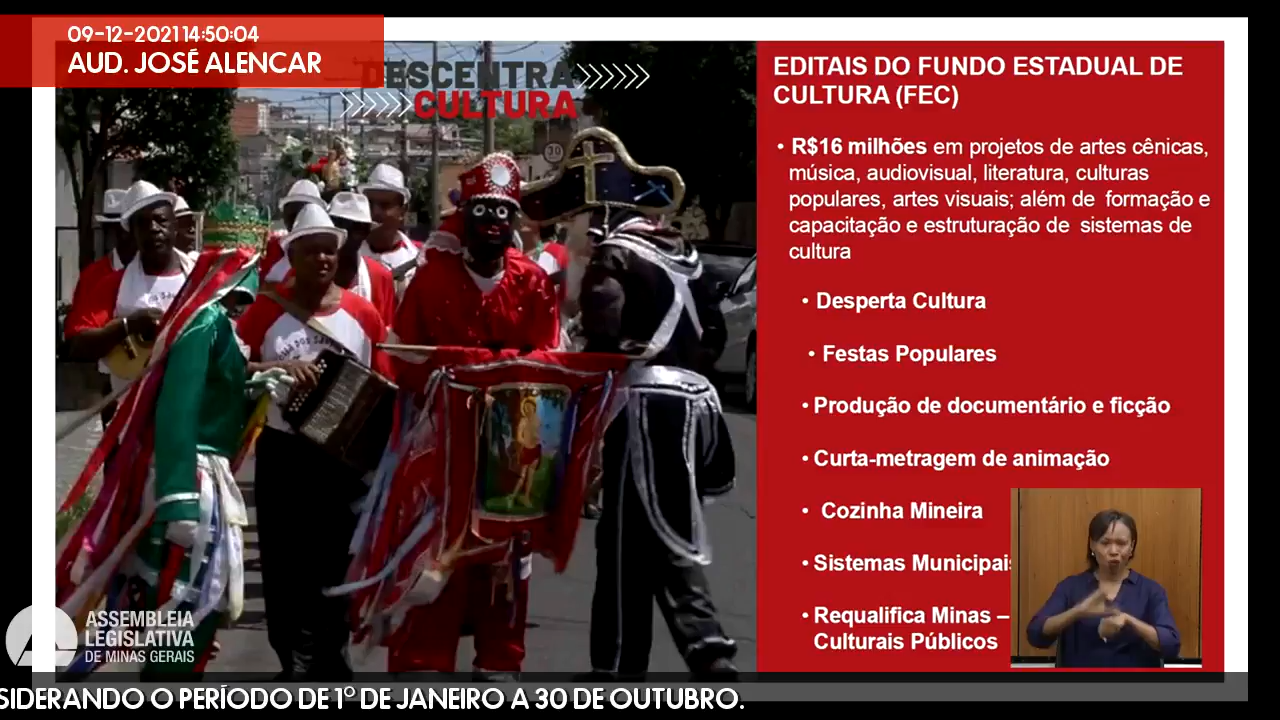 09-12-2021 14:50:04
AUD. JOSÉ ALENCAR
DESCENTRA
CULTURA
30
EDITAIS DO FUNDO ESTADUAL DE
CULTURA (FEC)
• R$16 milhões em projetos de artes cênicas,
música, audiovisual, literatura, culturas
populares, artes visuais; além de formação e
capacitação e estruturação de sistemas de
cultura
• Desperta Cultura
• Festas Populares
• Produção de documentário e ficção
• Curta-metragem de animação
• Cozinha Mineira
• Sistemas Municipais
• Requalifica Minas –
Culturais Públicos
ASSEMBLEIA
LEGISLATIVA
DE MINAS GERAIS
SIDERANDO O PERÍODO DE 1º DE JANEIRO A 30 DE OUTUBRO.